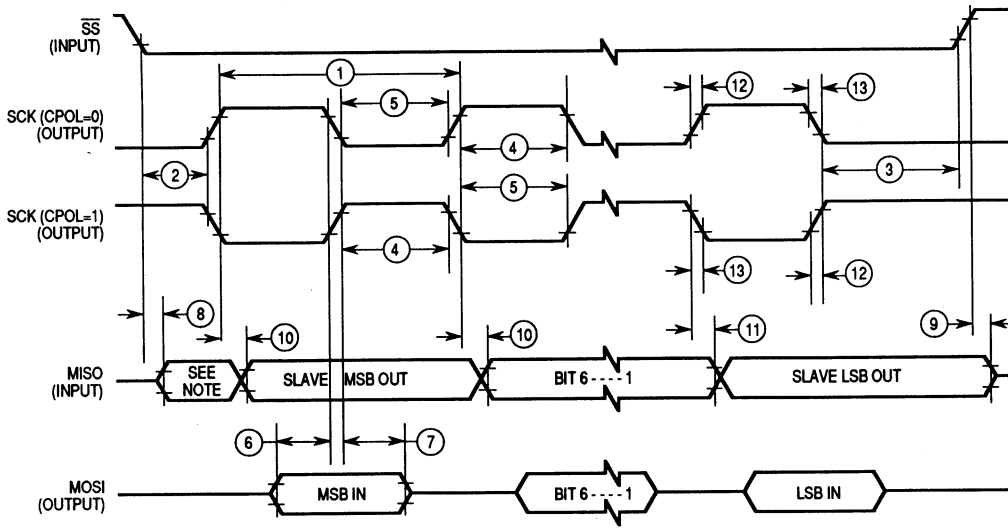 SS
(INPUT)
1
12
13
5
SCK (CPOL=0)
(OUTPUT)
4
2
3
5
SCK (CPOL=1)
(OUTPUT)
4
13
12
8
10
10
11
9
MISO
(INPUT)
SEE
NOTE
SLAVE MSB OUT
BIT 6-----1
SLAVE LSB OUT
6
7
MOSI
(OUTPUT)
MSB IN
BIT 6-----1
LSB IN